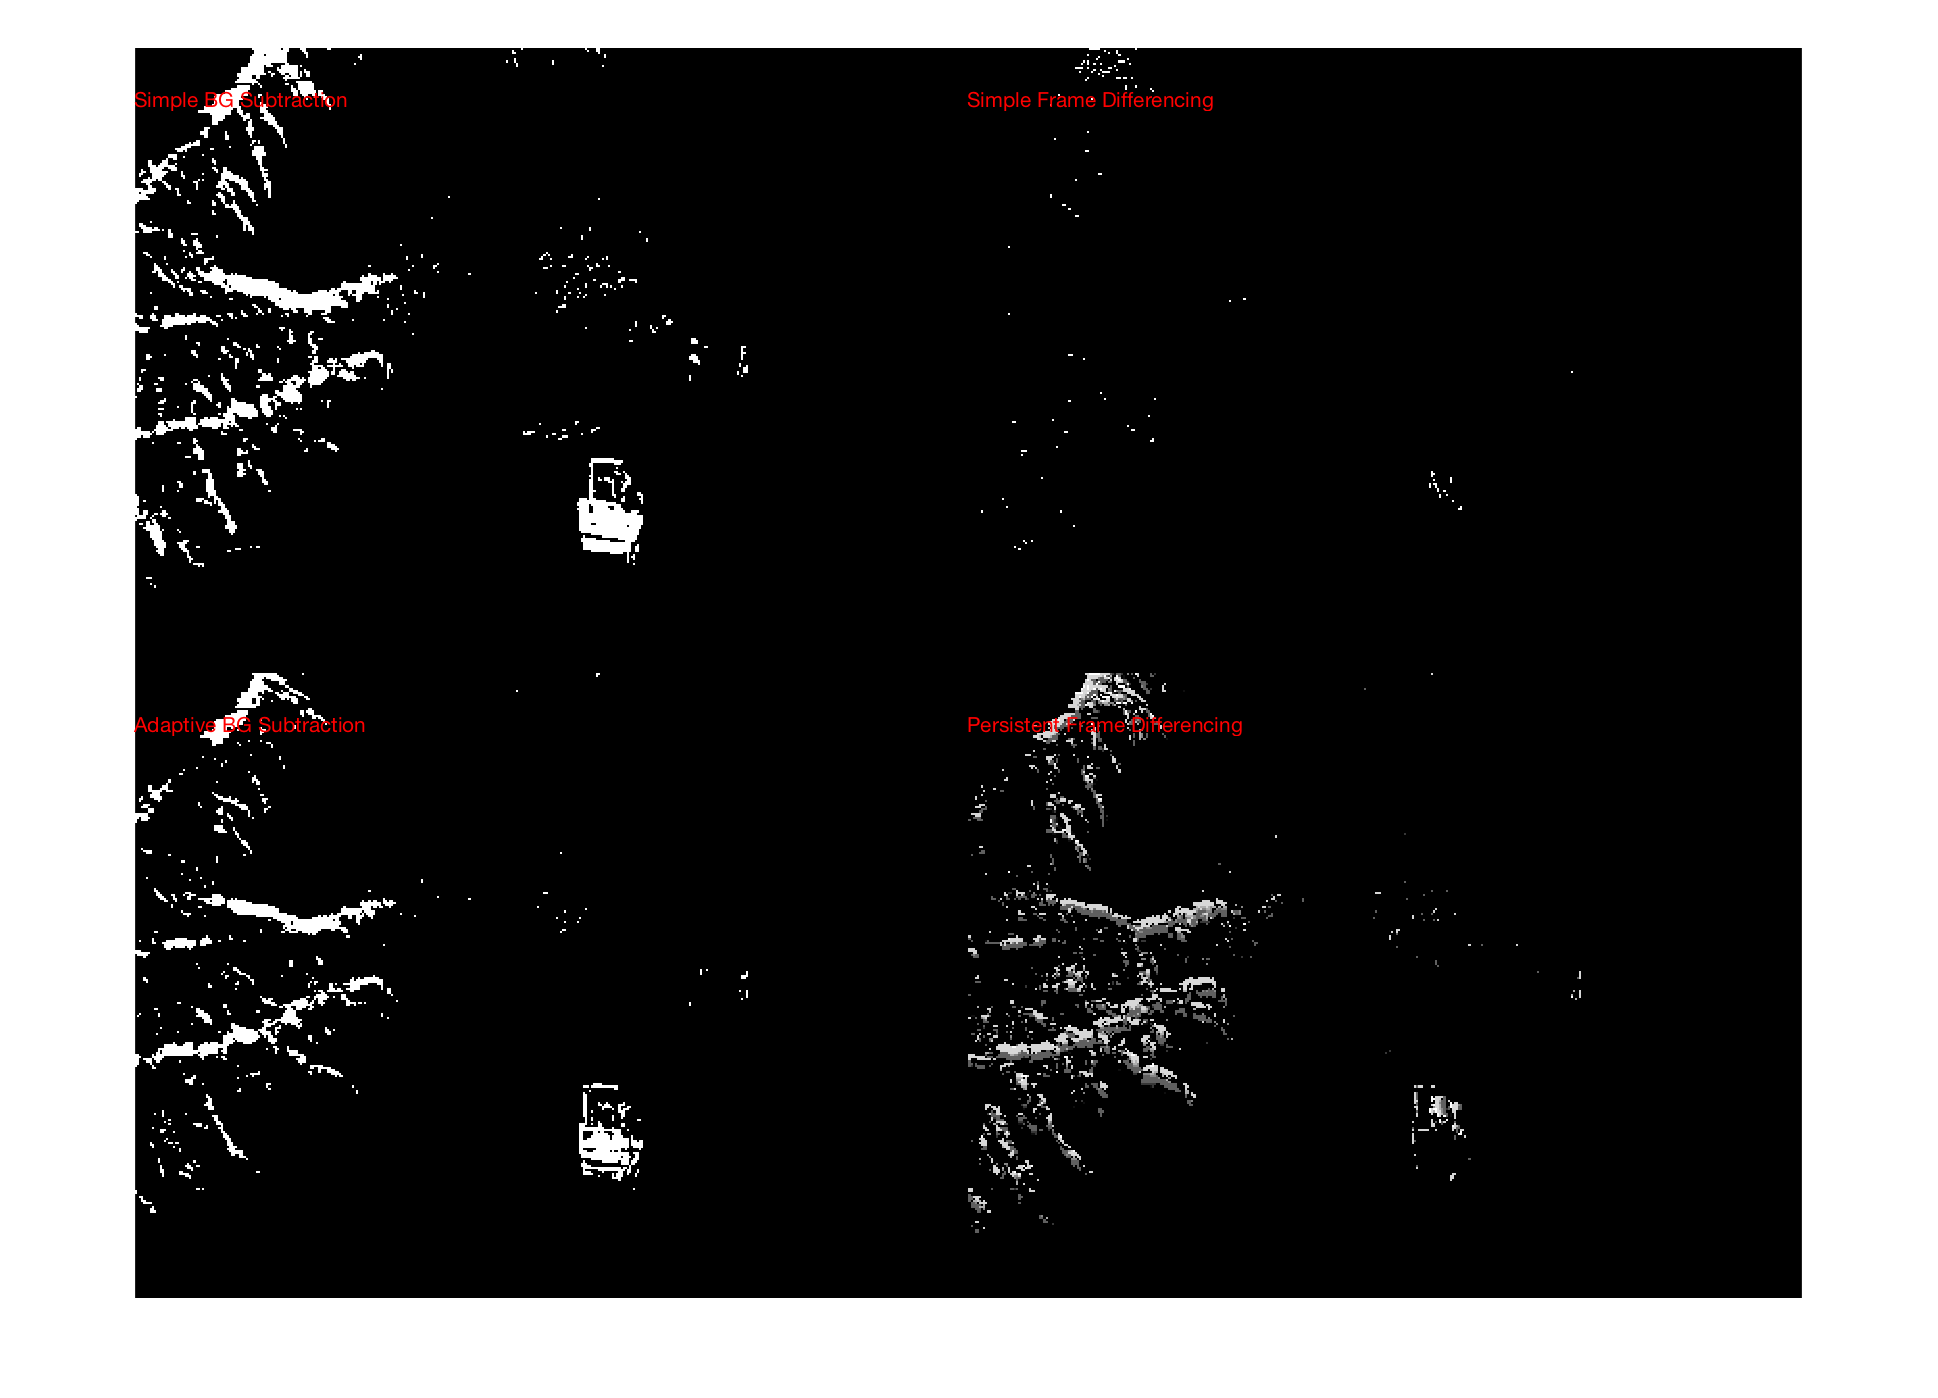 Simple BG Subtraction
Simple Frame Differencing
Adaptive BG Subtraction
Persistent Frame Differencing